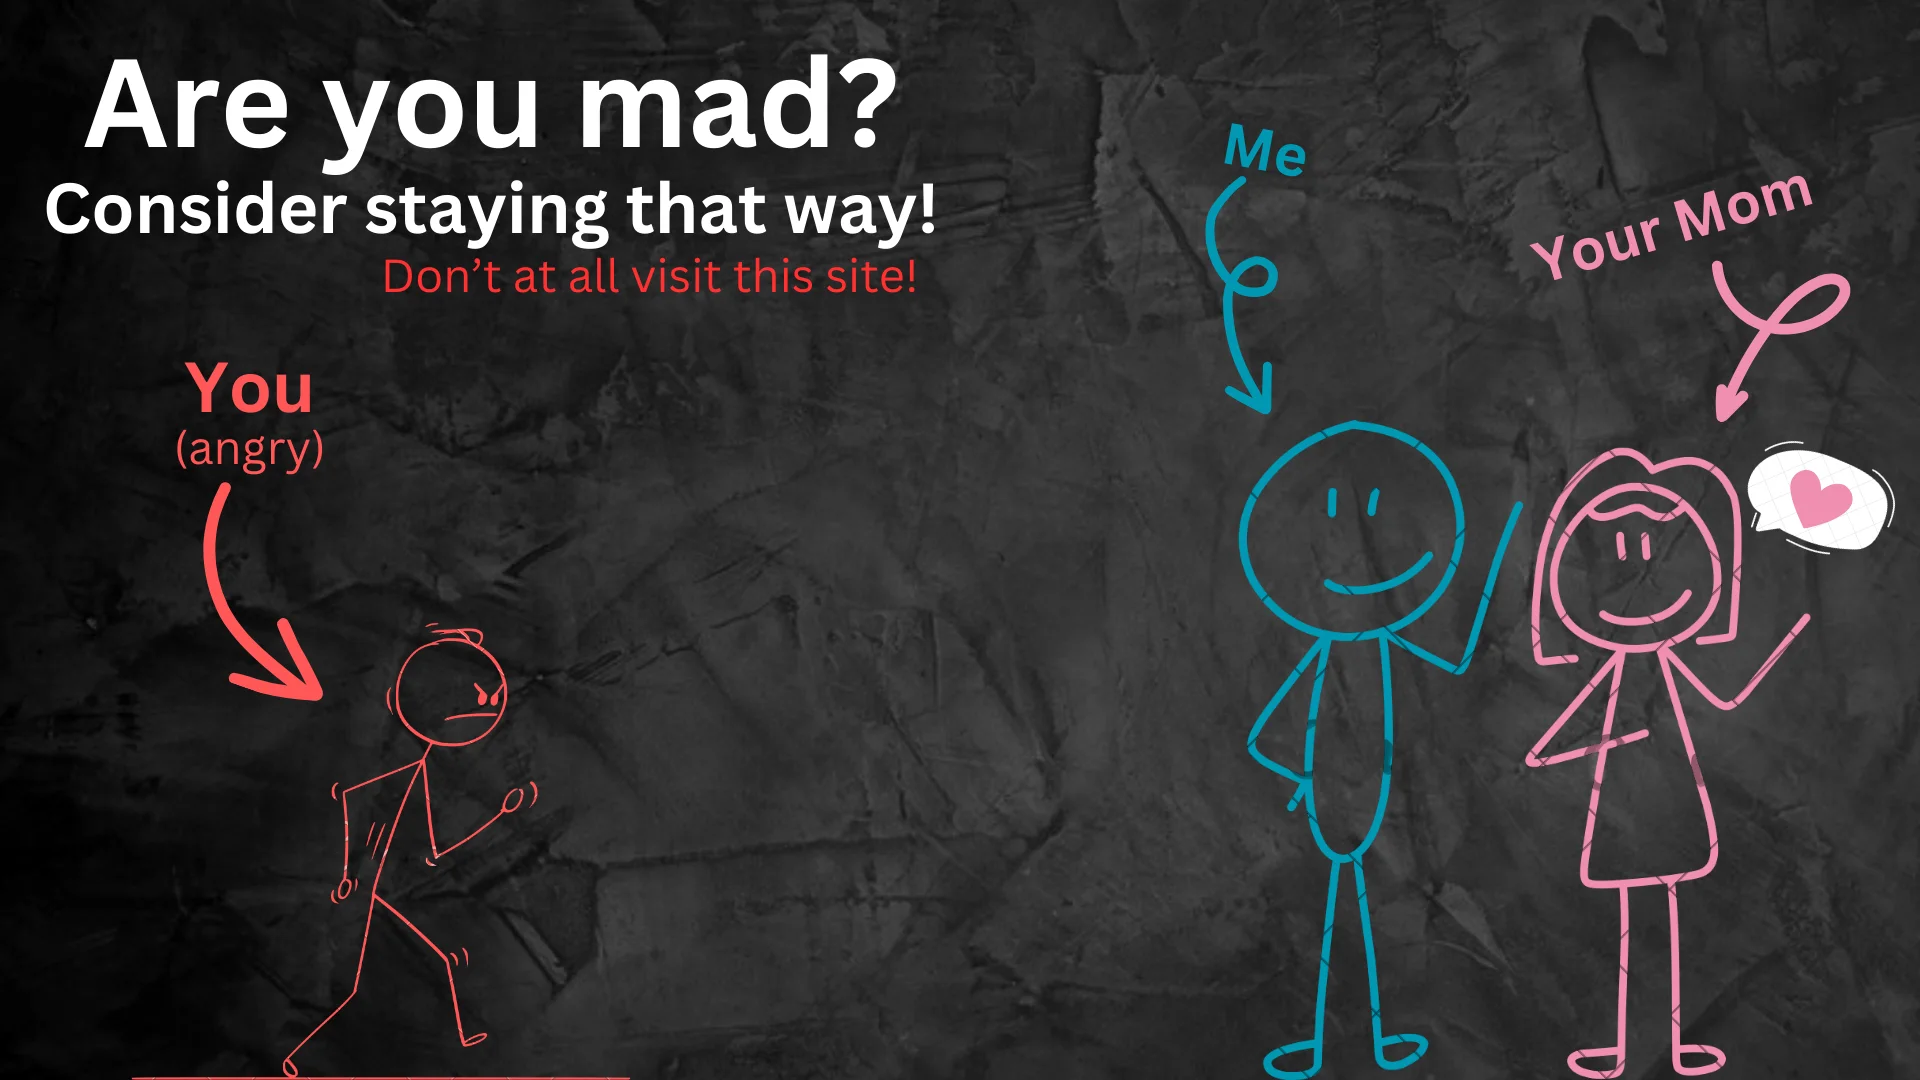 Are you mad?
Consider staying that way!
Don’t at all visit this site!
Me
Your Mom
You
(angry)